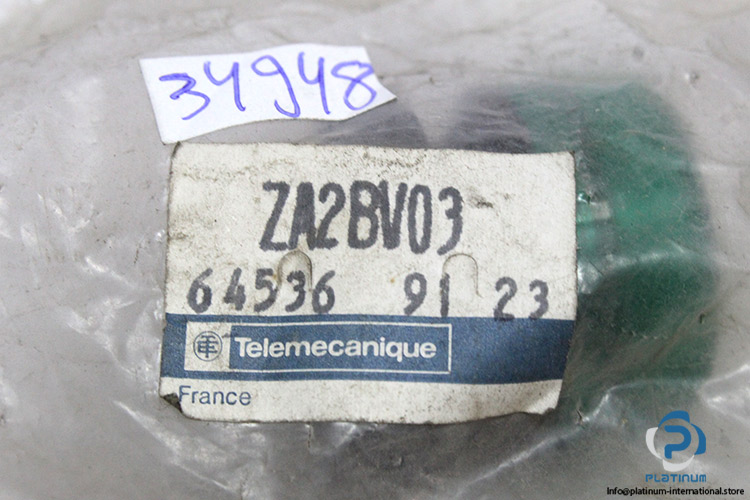 34948
ZA2BV03
64536 91 23
Telemecanique
France
PLATINUM
Info@platinum-international.store